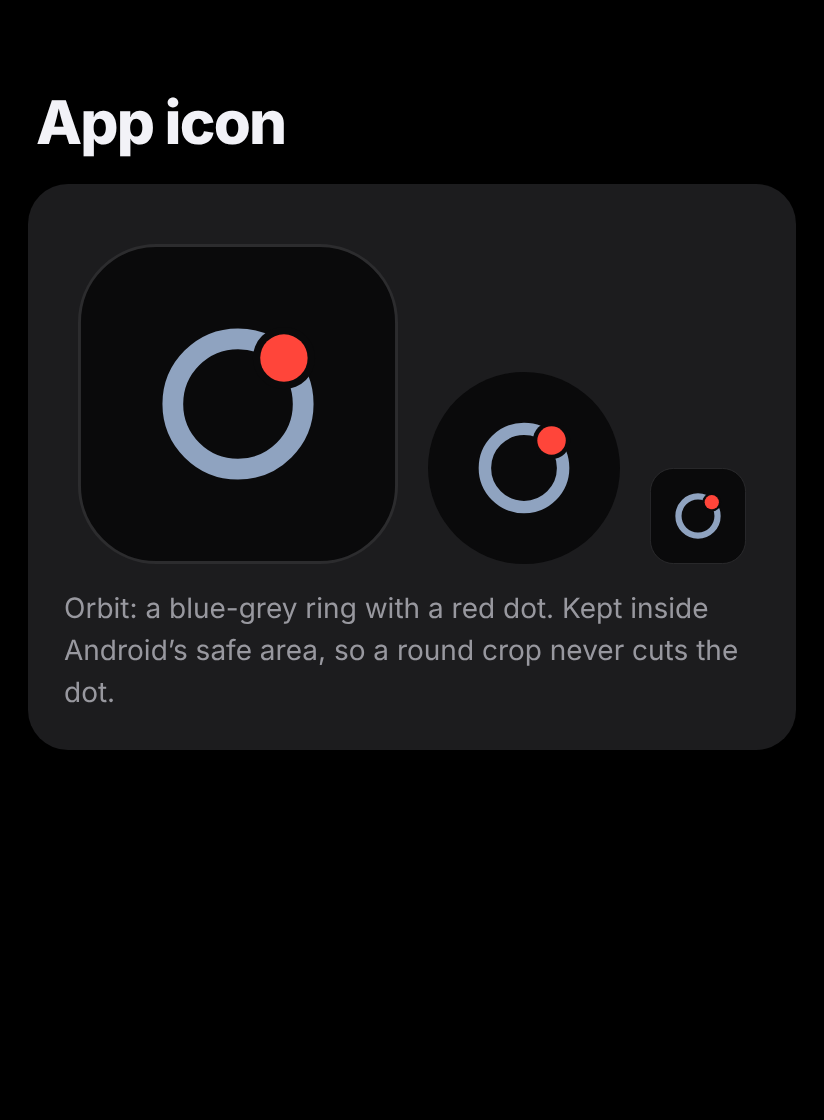 App icon
Orbit: a blue-grey ring with a red dot. Kept inside
Android’s safe area, so a round crop never cuts the
dot.